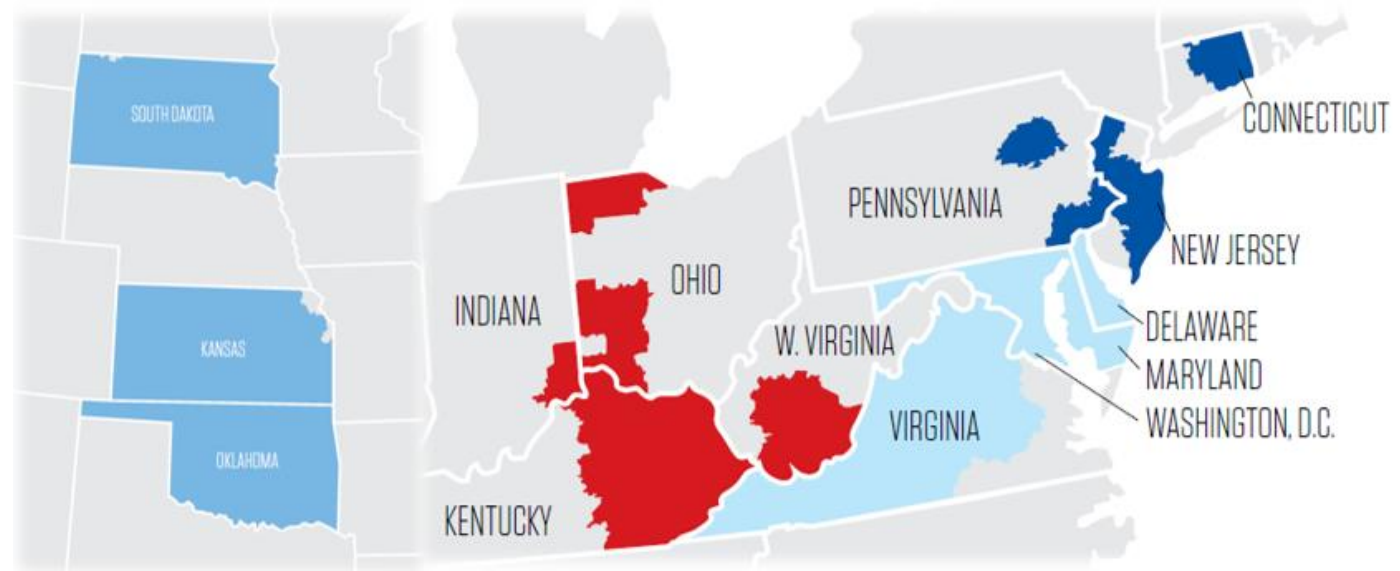 SOUTH DAKOTA
KANSAS
OKLAHOMA
INDIANA
OHIO
KENTUCKY
W. VIRGINIA
VIRGINIA
PENNSYLVANIA
CONNECTICUT
NEW JERSEY
DELAWARE
MARYLAND
WASHINGTON, D.C.